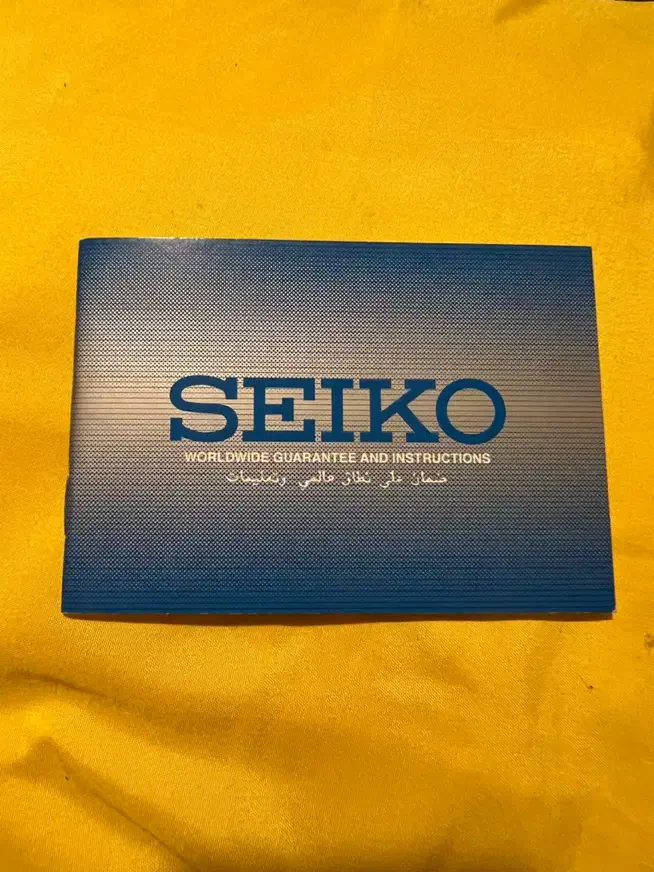 SEIKO
WORLDWIDE GUARANTEE AND INSTRUCTIONS
ضمان على نطاق عالمي وتعليمات